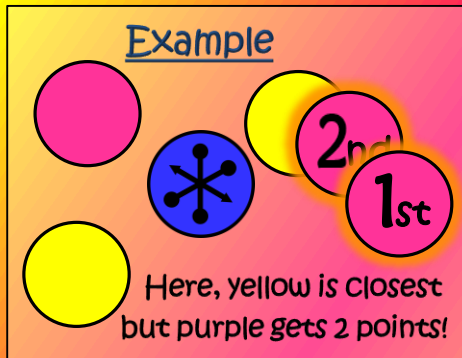 Example
2nd
1st
Here, yellow is closest
but purple gets 2 points!